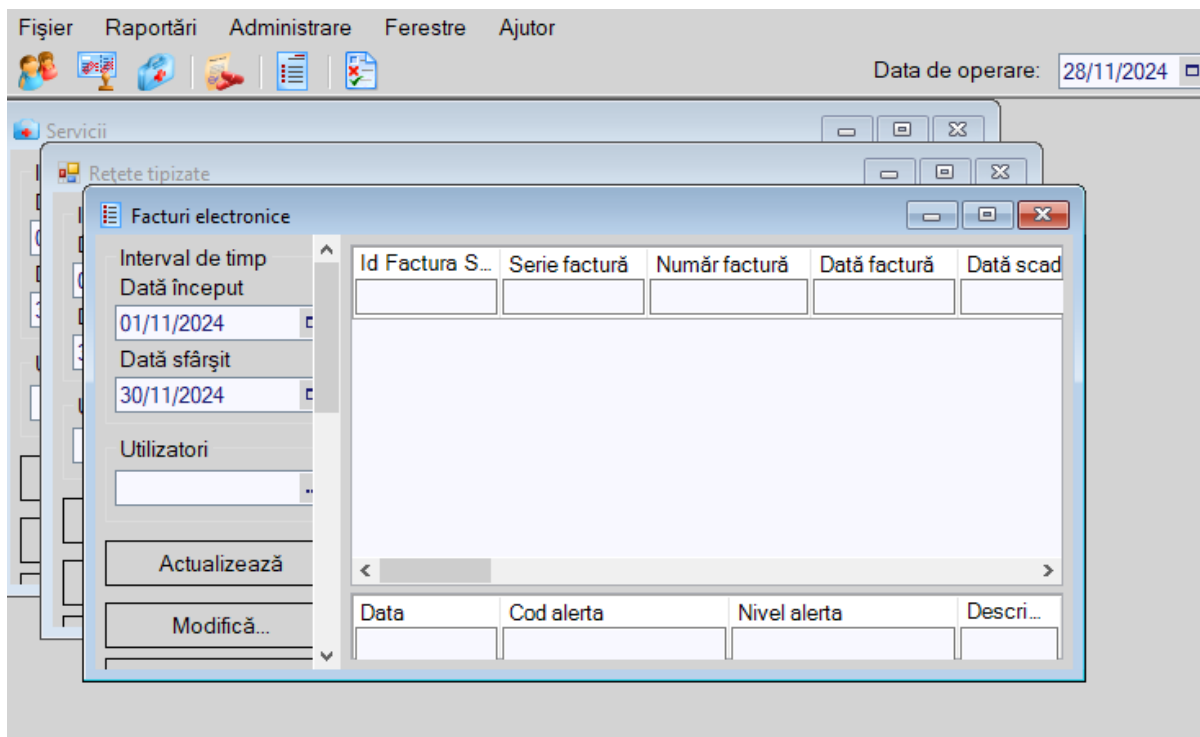 Fişier Raportări Administrare Ferestre Ajutor
Data de operare: 28/11/2024
Servicii
Reţete tipizate
Facturi electronice
Interval de timp
Dată început
01/11/2024
Dată sfârşit
30/11/2024
Utilizatori
Actualizează
Modifică...
Id Factura S... Serie factură Număr factură Dată factură Dată scad
Data Cod alerta Nivel alerta Descri...